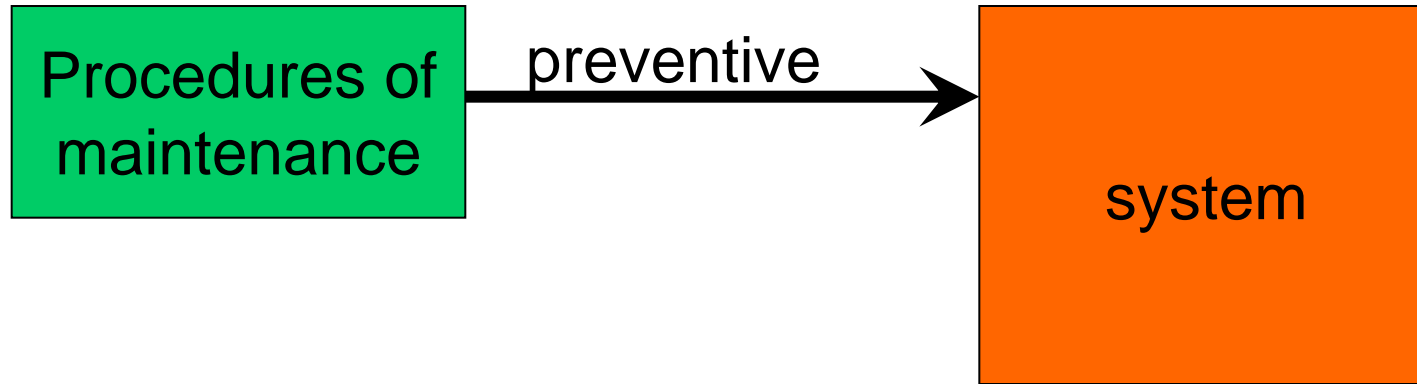 Procedures of
maintenance
preventive
system